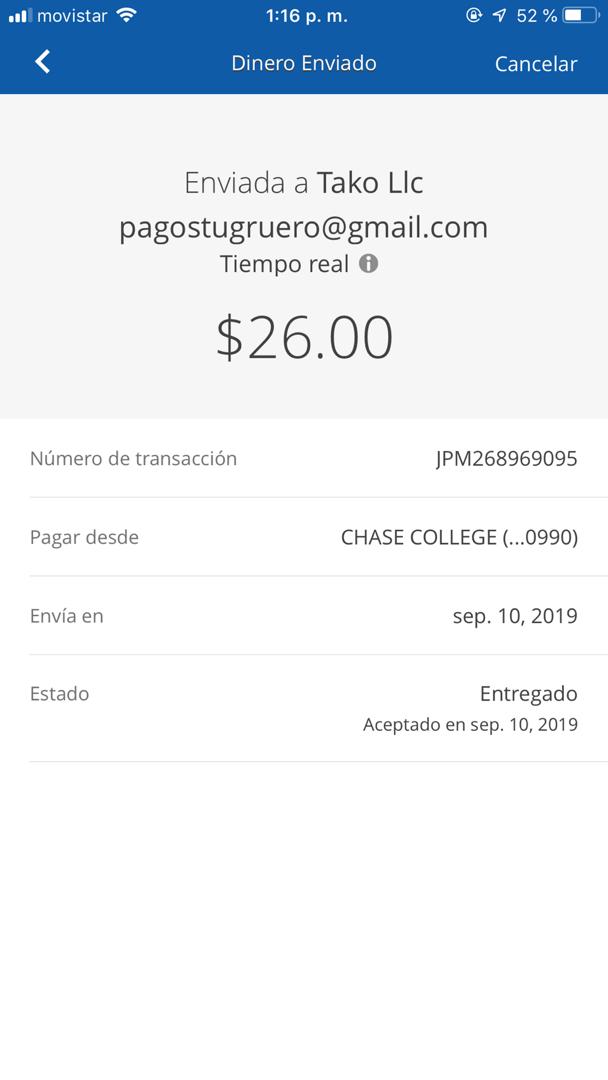 movistar 1:16 p. m. 52 %
Dinero Enviado Cancelar
Enviada a Tako Llc
pagostugruero@gmail.com
Tiempo real
$26.00
Número de transacción JPM268969095
Pagar desde CHASE COLLEGE (...0990)
Envía en sep. 10, 2019
Estado Entregado
Aceptado en sep. 10, 2019